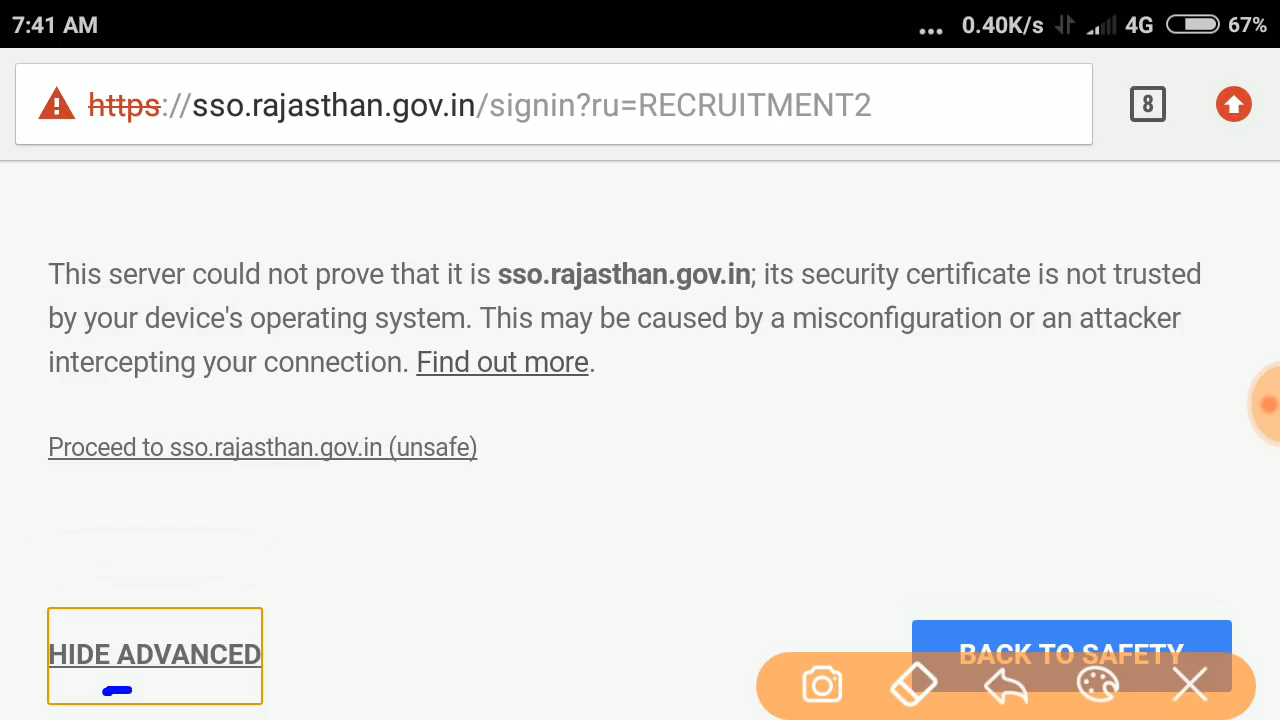 7:41 AM ... 0.40K/s 4G 67%
https://sso.rajasthan.gov.in/signin?ru=RECRUITMENT2 8
This server could not prove that it is sso.rajasthan.gov.in; its security certificate is not trusted
by your device's operating system. This may be caused by a misconfiguration or an attacker
intercepting your connection. Find out more.
Proceed to sso.rajasthan.gov.in (unsafe)
HIDE ADVANCED BACK TO SAFETY